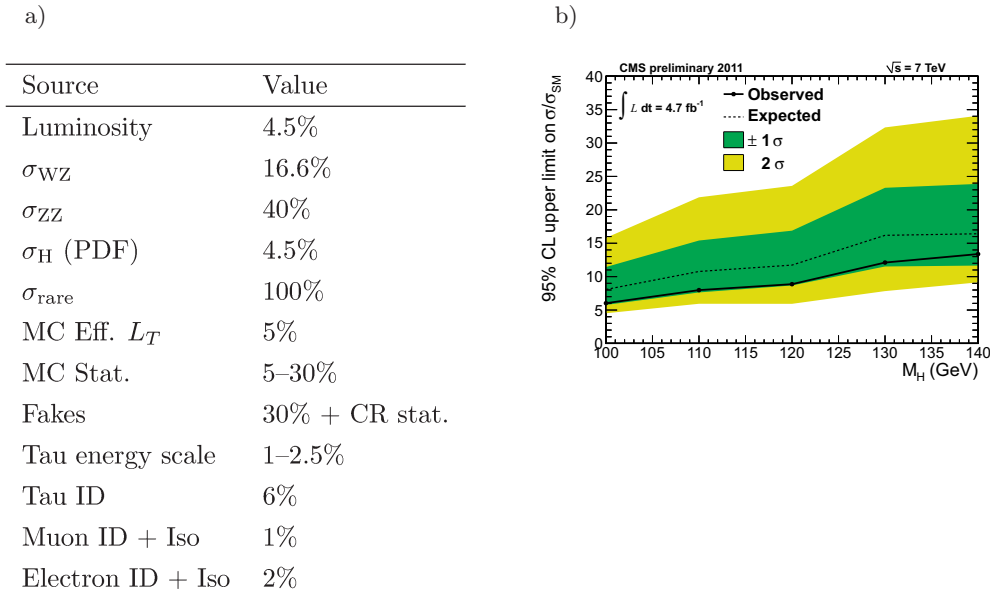 a)
Source Value
Luminosity 4.5%
σWZ 16.6%
σZZ 40%
σH (PDF) 4.5%
σrare 100%
MC Eff. LT 5%
MC Stat. 5–30%
Fakes 30% + CR stat.
Tau energy scale 1–2.5%
Tau ID 6%
Muon ID + Iso 1%
Electron ID + Iso 2%
b)
CMS preliminary 2011 √s = 7 TeV
∫ L dt = 4.7 fb-1
Observed
Expected
± 1 σ
2 σ
95% CL upper limit on σ/σSM
40
35
30
25
20
15
10
5
0
100 105 110 115 120 125 130 135 140
MH (GeV)